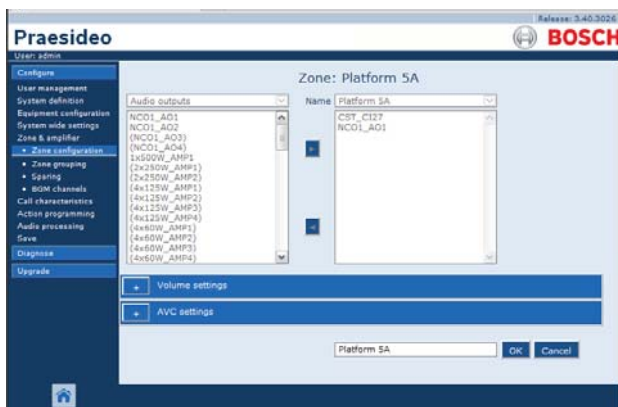 Release: 3.40.3026
Praesideo
BOSCH
User: admin
Configure
User management
System definition
Equipment configuration
System wide settings
Zone & amplifier
• Zone configuration
• Zone grouping
• Sparing
• BGM channels
Call characteristics
Action programming
Audio processing
Save
Diagnose
Upgrade
Zone: Platform 5A
Audio outputs
NCO1_AO1
NCO1_AO2
(NCO1_AO3)
(NCO1_AO4)
1x500W_AMP1
(2x250W_AMP1)
(2x250W_AMP2)
(4x125W_AMP1)
(4x125W_AMP2)
(4x125W_AMP3)
(4x125W_AMP4)
(4x60W_AMP1)
(4x60W_AMP2)
(4x60W_AMP3)
(4x60W_AMP4)
Name Platform 5A
CST_CI27
NCO1_AO1
+ Volume settings
+ AVC settings
Platform 5A OK Cancel